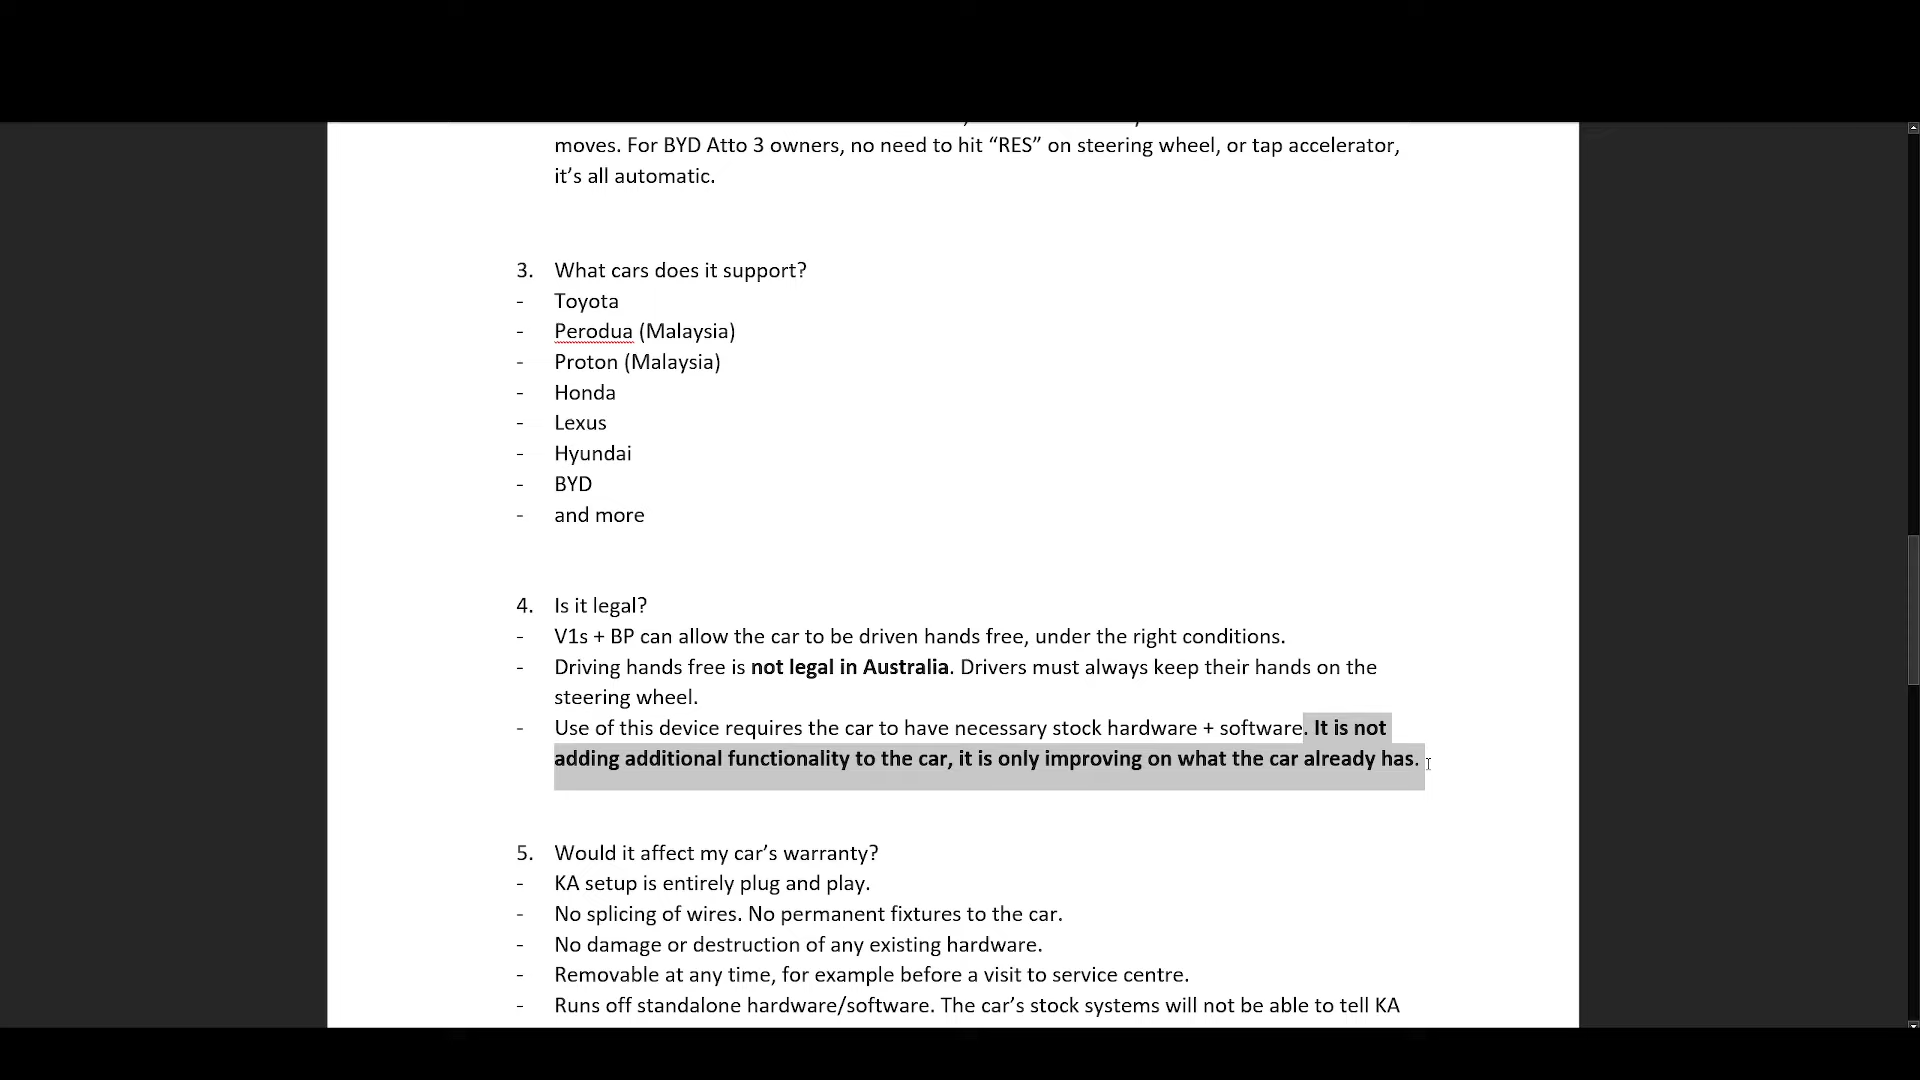 moves. For BYD Atto 3 owners, no need to hit “RES” on steering wheel, or tap accelerator,
it’s all automatic.
3. What cars does it support?
- Toyota
- Perodua (Malaysia)
- Proton (Malaysia)
- Honda
- Lexus
- Hyundai
- BYD
- and more
4. Is it legal?
- V1s + BP can allow the car to be driven hands free, under the right conditions.
- Driving hands free is not legal in Australia. Drivers must always keep their hands on the
steering wheel.
- Use of this device requires the car to have necessary stock hardware + software. It is not
adding additional functionality to the car, it is only improving on what the car already has.
5. Would it affect my car’s warranty?
- KA setup is entirely plug and play.
- No splicing of wires. No permanent fixtures to the car.
- No damage or destruction of any existing hardware.
- Removable at any time, for example before a visit to service centre.
- Runs off standalone hardware/software. The car’s stock systems will not be able to tell KA